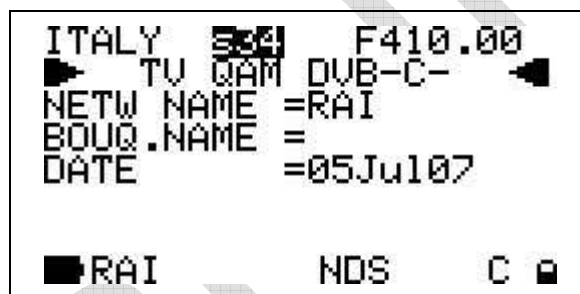 ITALY s34 F410.00
TV QAM DVB-C-
NETW NAME =RAI
BOUQ.NAME =
DATE =05Jul07
RAI NDS C